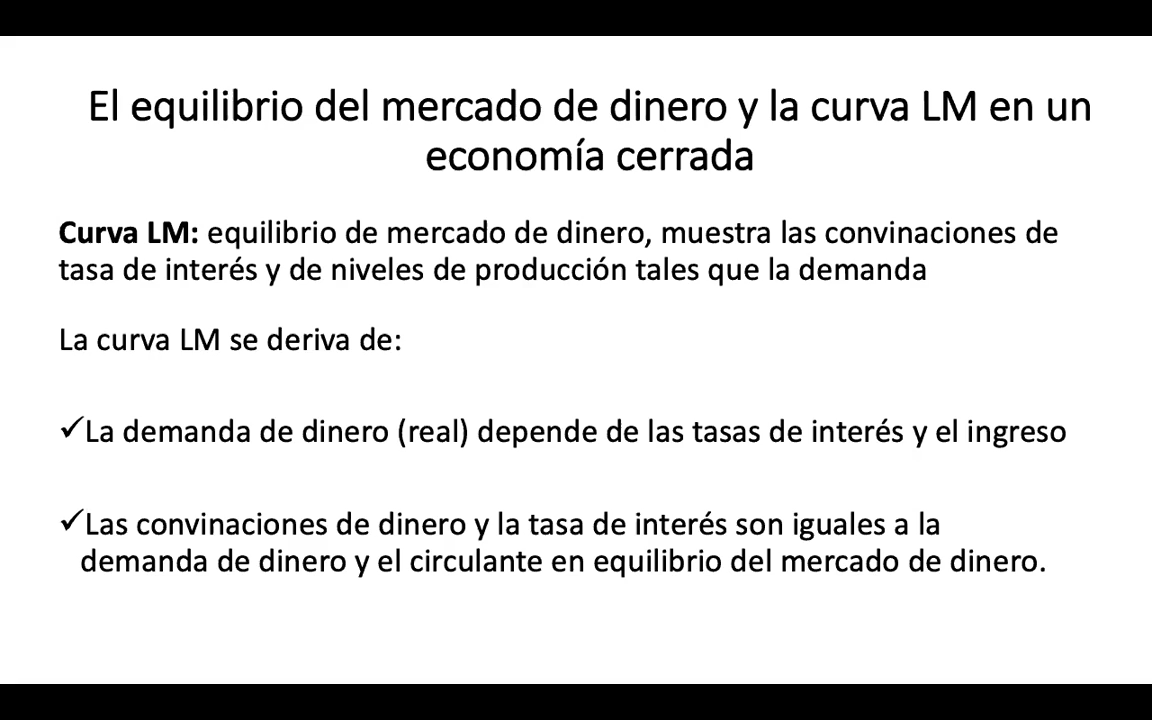 El equilibrio del mercado de dinero y la curva LM en un
economía cerrada
Curva LM: equilibrio de mercado de dinero, muestra las convinaciones de
tasa de interés y de niveles de producción tales que la demanda
La curva LM se deriva de:
✓La demanda de dinero (real) depende de las tasas de interés y el ingreso
✓Las convinaciones de dinero y la tasa de interés son iguales a la
demanda de dinero y el circulante en equilibrio del mercado de dinero.